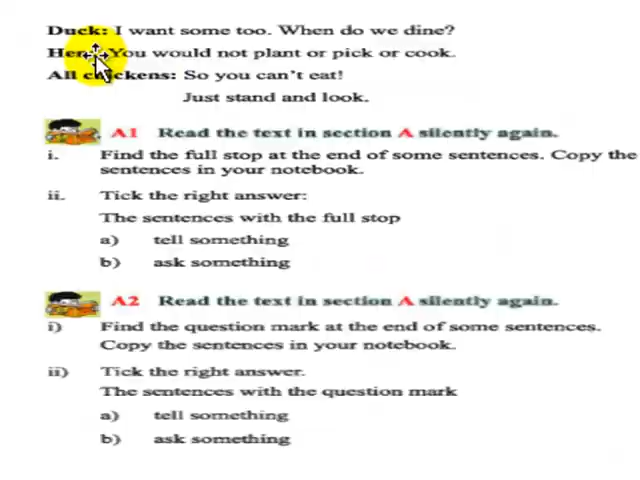 Duck: I want some too. When do we dine?
Hen: You would not plant or pick or cook.
All chickens: So you can't eat!
Just stand and look.
A1 Read the text in section A silently again.
i. Find the full stop at the end of some sentences. Copy the
sentences in your notebook.
ii. Tick the right answer:
The sentences with the full stop
a) tell something
b) ask something
A2 Read the text in section A silently again.
i) Find the question mark at the end of some sentences.
Copy the sentences in your notebook.
ii) Tick the right answer.
The sentences with the question mark
a) tell something
b) ask something